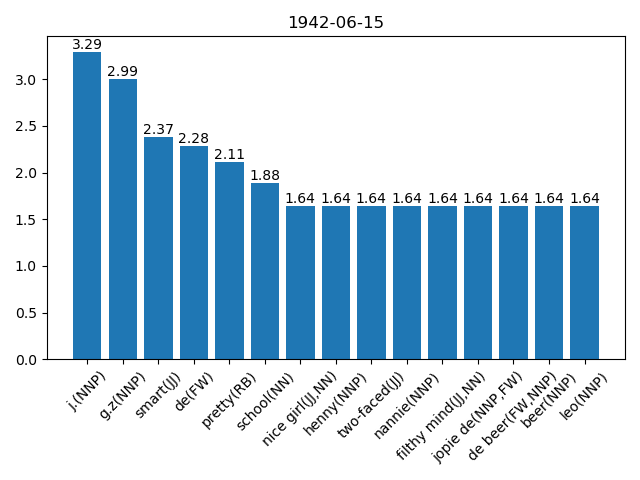 1942-06-15
3.29
2.99
2.37
2.28
2.11
1.88
1.64
1.64
1.64
1.64
1.64
1.64
1.64
1.64
1.64
3.0
2.5
2.0
1.5
1.0
0.5
0.0
j.(NNP)
g.z(NNP)
smart(JJ)
de(FW)
pretty(RB)
school(NN)
nice girl(JJ,NN)
henny(NNP)
two-faced(JJ)
nannie(NNP)
filthy mind(JJ,NN)
jopie de(NNP,FW)
de beer(FW,NNP)
beer(NNP)
leo(NNP)